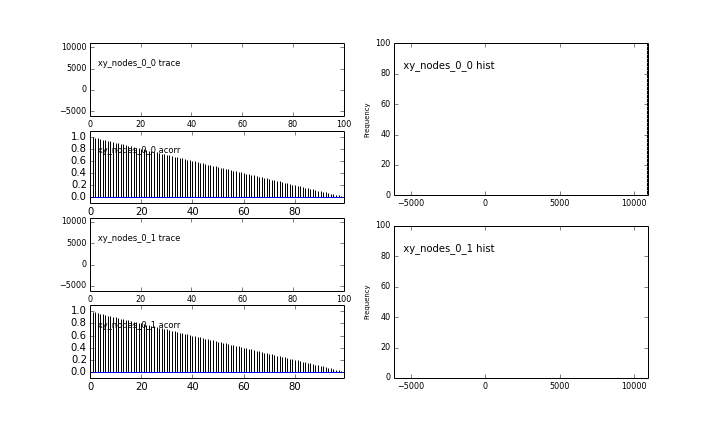 10000
5000
0
−5000
xy_nodes_0_0 trace
0 20 40 60 80 100
1.0
0.8
0.6
0.4
0.2
0.0
xy_nodes_0_0 acorr
0 20 40 60 80
10000
5000
0
−5000
xy_nodes_0_1 trace
0 20 40 60 80 100
1.0
0.8
0.6
0.4
0.2
0.0
xy_nodes_0_1 acorr
0 20 40 60 80
100
80
60
40
20
0
Frequency
xy_nodes_0_0 hist
−5000 0 5000 10000
100
80
60
40
20
0
Frequency
xy_nodes_0_1 hist
−5000 0 5000 10000